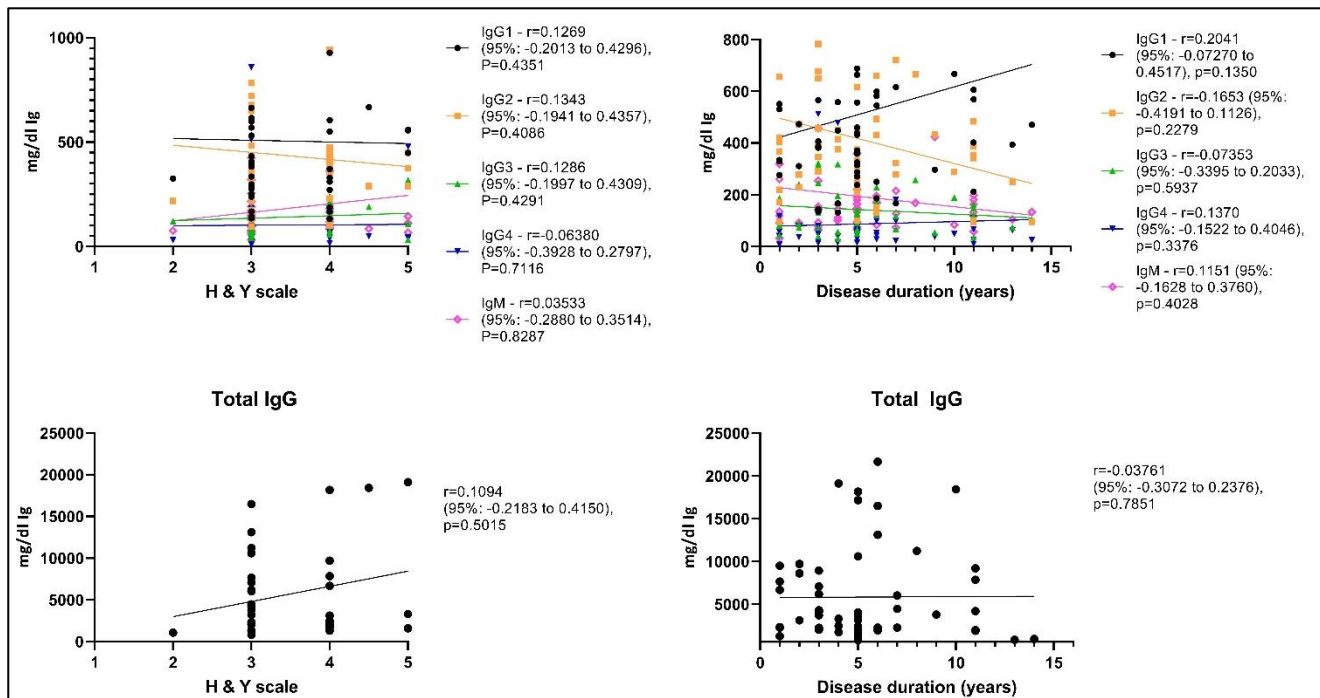 1000
500
0
mg/dl Ig
1 2 3 4 5
H & Y scale
IgG1 - r=0.1269
(95%: -0.2013 to 0.4296),
P=0.4351
IgG2 - r=0.1343
(95%: -0.1941 to 0.4357),
P=0.4086
IgG3 - r=0.1286
(95%: -0.1997 to 0.4309),
P=0.4291
IgG4 - r=-0.06380
(95%: -0.3928 to 0.2797),
P=0.7116
IgM - r=0.03533
(95%: -0.2880 to 0.3514),
P=0.8287
800
600
400
200
0
mg/dl Ig
0 5 10 15
Disease duration (years)
IgG1 - r=0.2041
(95%: -0.07270 to
0.4517), p=0.1350
IgG2 r=-0.1653 (95%:
-0.4191 to 0.1126),
p=0.2279
IgG3 - r=-0.07353
(95%: -0.3395 to 0.2033),
p=0.5937
IgG4 - r=0.1370
(95%: -0.1522 to 0.4046),
p=0.3376
IgM - r=0.1151 (95%:
-0.1628 to 0.3760),
p=0.4028
Total IgG
25000
20000
15000
10000
5000
0
mg/dl Ig
1 2 3 4 5
H & Y scale
r=0.1094
(95%: -0.2183 to 0.4150),
p=0.5015
Total IgG
25000
20000
15000
10000
5000
mg/dl Ig
0 5 10 15
Disease duration (years)
r=-0.03761
(95%: -0.3072 to 0.2376),
p=0.7851